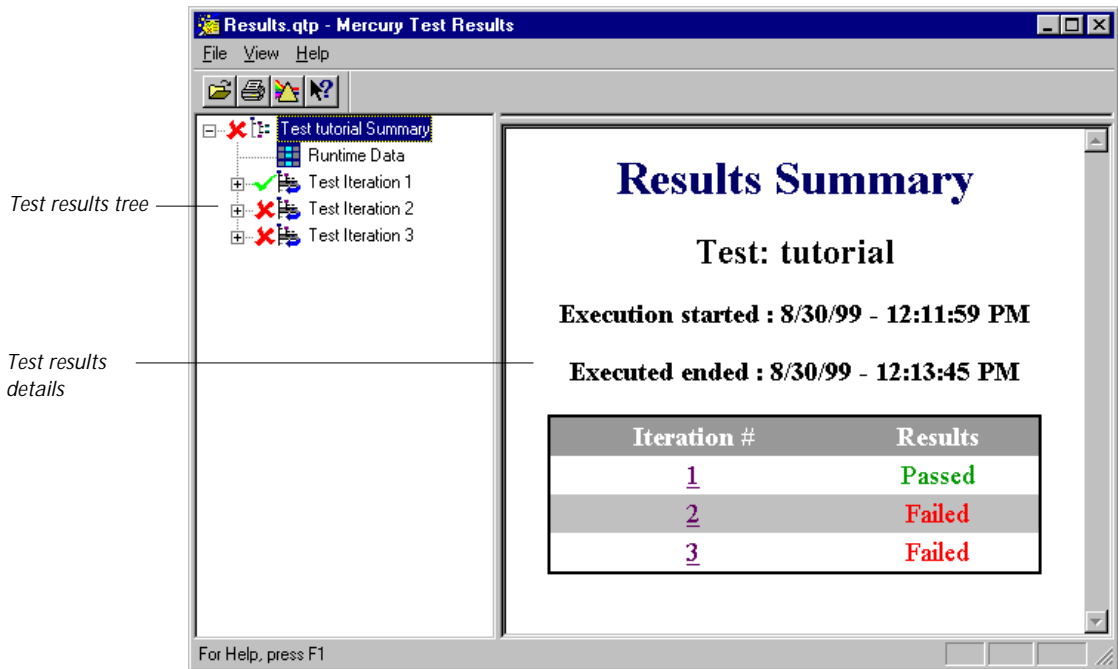 Results.qtp - Mercury Test Results
File View Help
Test tutorial Summary
Runtime Data
Test Iteration 1
Test Iteration 2
Test Iteration 3
Test results tree
Test results
details
Results Summary
Test: tutorial
Execution started : 8/30/99 - 12:11:59 PM
Executed ended : 8/30/99 - 12:13:45 PM
Iteration # Results
1 Passed
2 Failed
3 Failed
For Help, press F1